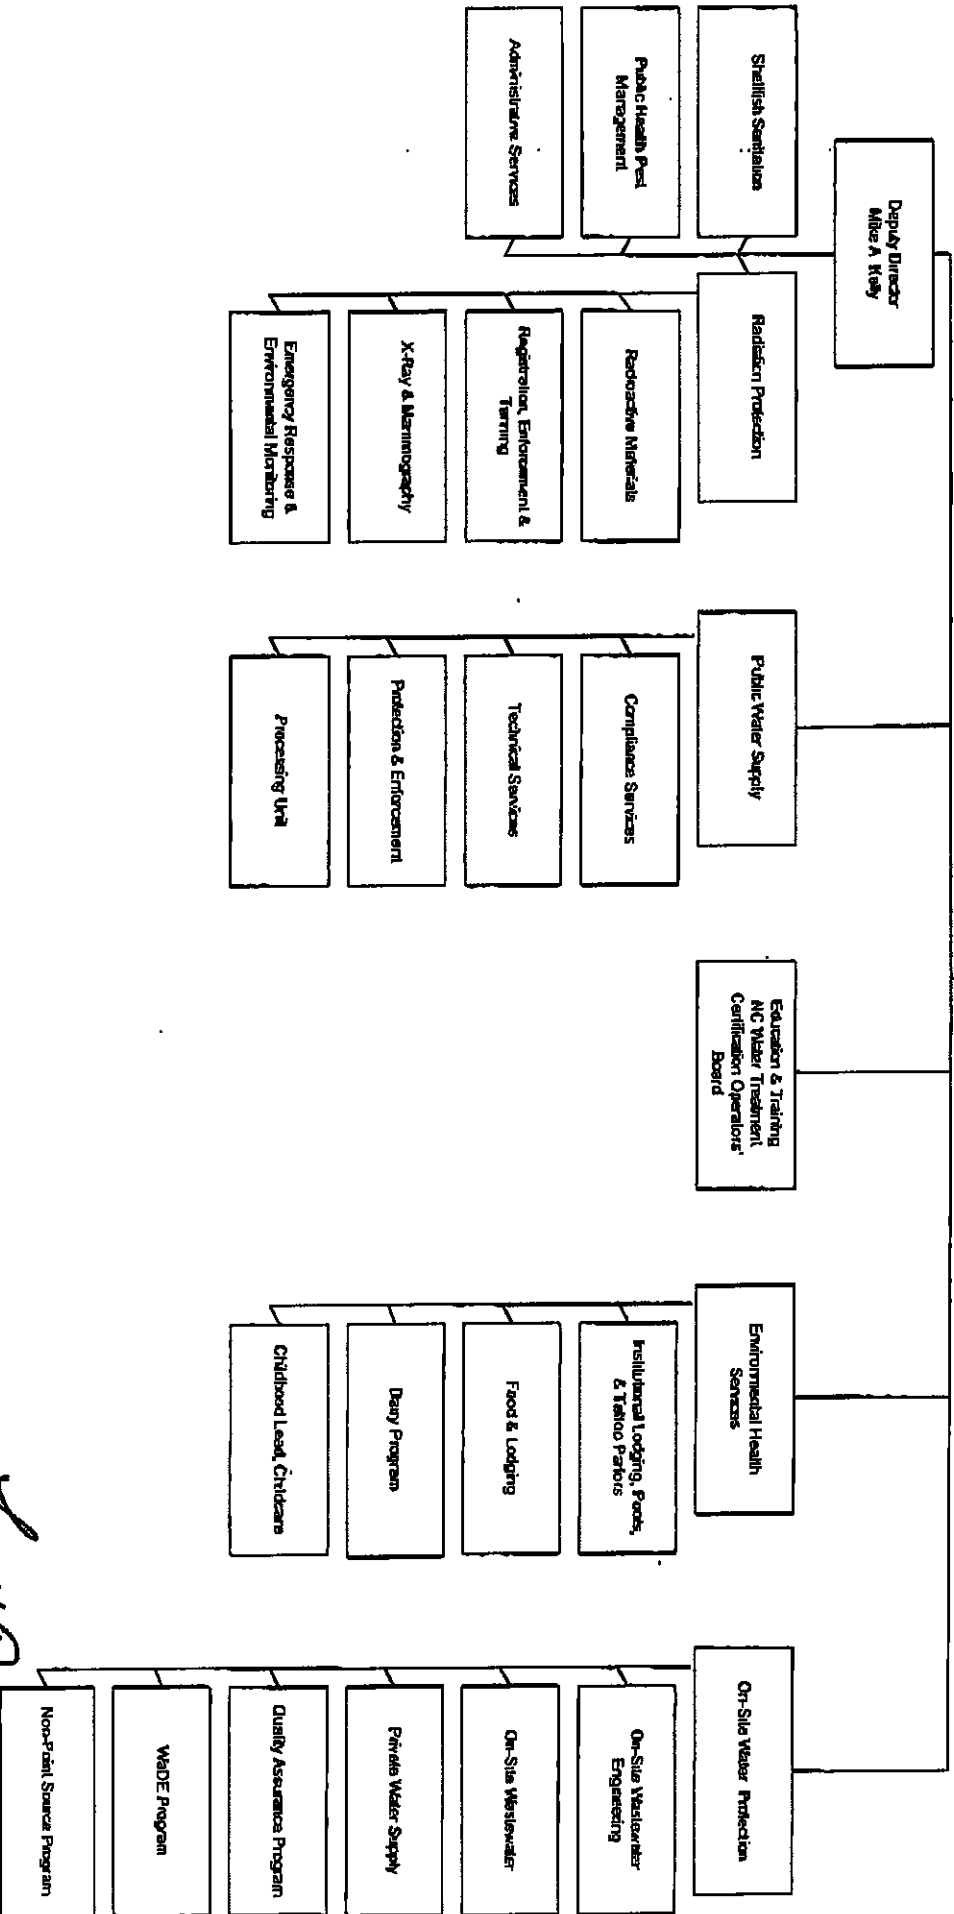 Deputy Director
Mike A. Kelly
Shellfish Sanitation
Public Health Pest
Management
Administrative Services
Radiation Protection
Radioactive Materials
Registration, Enforcement &
Tanning
X-Ray & Mammography
Emergency Response &
Environmental Monitoring
Public Water Supply
Compliance Services
Technical Services
Protection & Enforcement
Processing Unit
Education & Training
NC Water Treatment
Certification Operators'
Board
Environmental Health
Services
Institutional Lodging, Pools,
& Tattoo Parlors
Food & Lodging
Dairy Program
Childhood Lead, Childcare
On-Site Water Protection
On-Site Wastewater
Engineering
On-Site Wastewater
Private Water Supply
Quality Assurance Program
WaDE Program
Non-Point Source Program